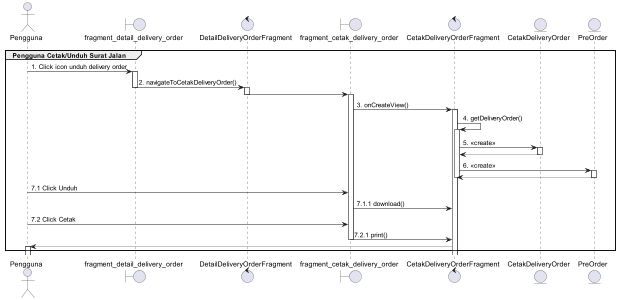 Pengguna
fragment_detail_delivery_order
DetailDeliveryOrderFragment
fragment_cetak_delivery_order
CetakDeliveryOrderFragment
CetakDeliveryOrder
PreOrder
Pengguna Cetak/Unduh Surat Jalan
1. Click icon unduh delivery order
2. navigateToCetakDeliveryOrder()
3. onCreateView()
4. getDeliveryOrder()
5. «create»
6. «create»
7.1 Click Unduh
7.1.1 download()
7.2 Click Cetak
7.2.1 print()
Pengguna
fragment_detail_delivery_order
DetailDeliveryOrderFragment
fragment_cetak_delivery_order
CetakDeliveryOrderFragment
CetakDeliveryOrder
PreOrder